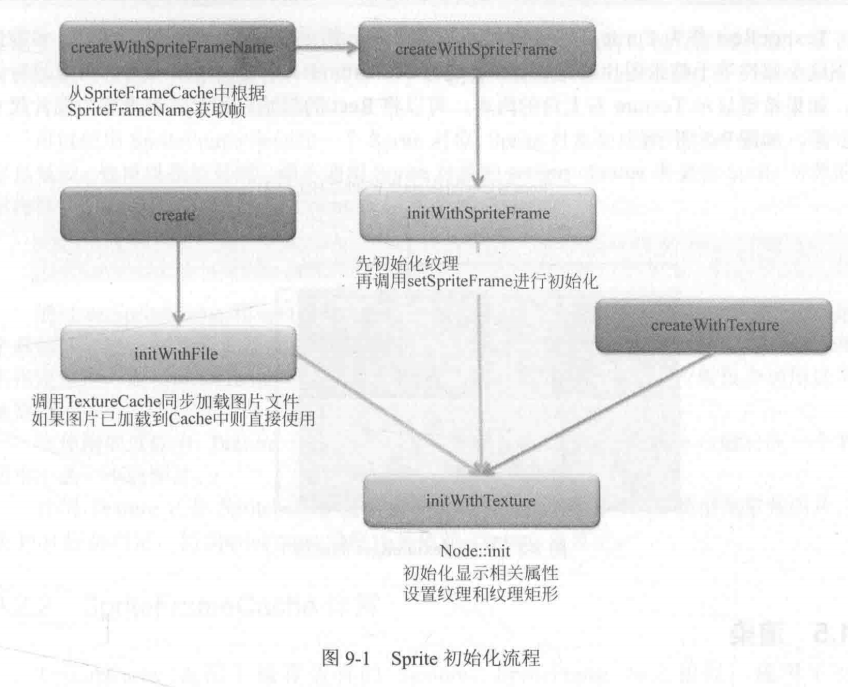 createWithSpriteFrameName
createWithSpriteFrame
从SpriteFrameCache中根据
SpriteFrameName获取帧
create
initWithSpriteFrame
先初始化纹理
再调用setSpriteFrame进行初始化
createWithTexture
initWithFile
调用TextureCache同步加载图片文件
如果图片已加载到Cache中则直接使用
initWithTexture
Node::init
初始化显示相关属性
设置纹理和纹理矩形
图 9-1 Sprite 初始化流程